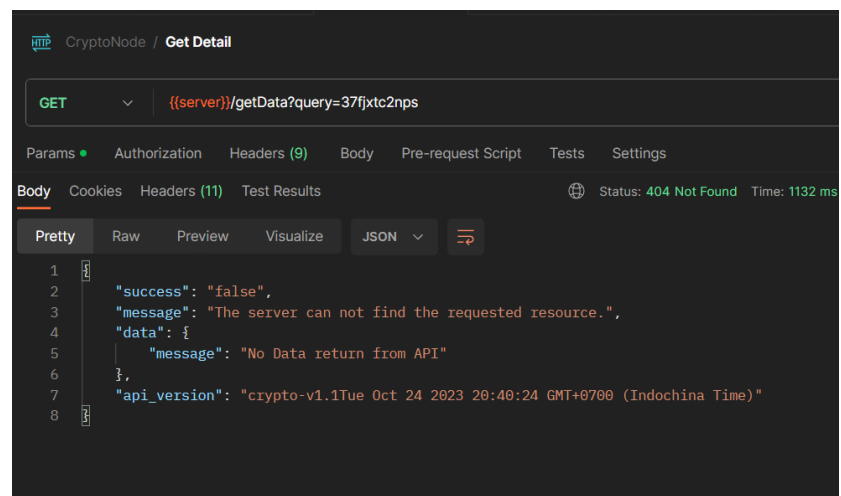 HTTP CryptoNode / Get Detail
GET {{server}}/getData?query=37fjxtc2nps
Params Authorization Headers (9) Body Pre-request Script Tests Settings
Body Cookies Headers (11) Test Results Status: 404 Not Found Time: 1132 ms
Pretty Raw Preview Visualize JSON
1 {
2 "success": "false",
3 "message": "The server can not find the requested resource.",
4 "data": {
5 "message": "No Data return from API"
6 },
7 "api_version": "crypto-v1.1Tue Oct 24 2023 20:40:24 GMT+0700 (Indochina Time)"
8 }